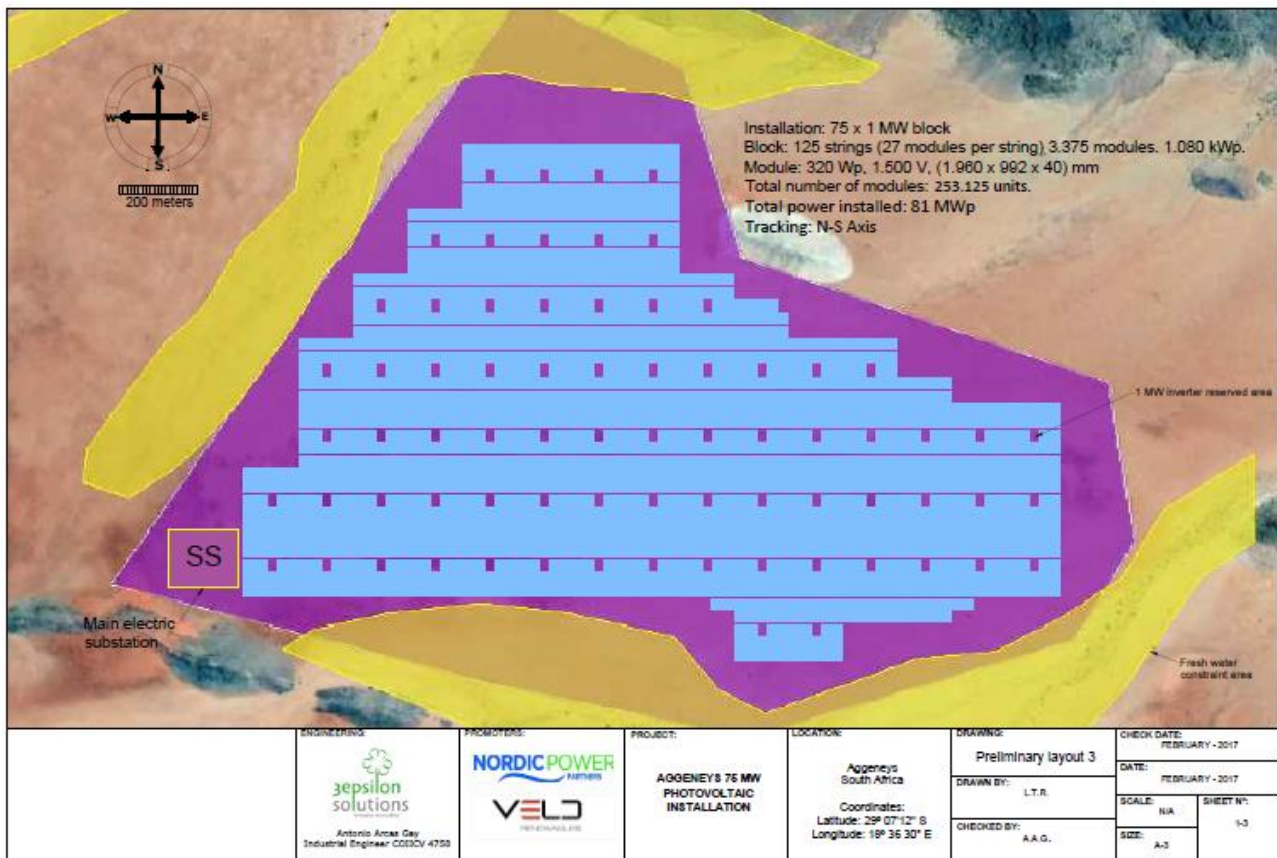 N
W
E
S
200 meters
Installation: 75 x 1 MW block
Block: 125 strings (27 modules per string) 3.375 modules. 1.080 kWp.
Module: 320 Wp, 1.500 V, (1.960 x 992 x 40) mm
Total number of modules: 253.125 units.
Total power installed: 81 MWp
Tracking: N-S Axis
1 MW inverter reserved area
SS
Main electric
substation
Fresh water
constraint area
ENGINEERING:
3epsilon
solutions
Antonio Arcas Gay
Industrial Engineer COIICV 4758
PROMOTERS:
NORDIC POWER
PARTNERS
VELD
RENEWABLES
PROJECT:
AGGENEYS 75 MW
PHOTOVOLTAIC
INSTALLATION
LOCATION:
Aggeneys
South Africa
Coordinates:
Latitude: 29º 07'12" S
Longitude: 18º 36 30" E
DRAWING:
Preliminary layout 3
DRAWN BY:
L.T.R.
CHECKED BY:
A.A.G.
CHECK DATE:
FEBRUARY - 2017
DATE:
FEBRUARY - 2017
SCALE:
N/A
SHEET Nº:
1-3
SIZE:
A-3